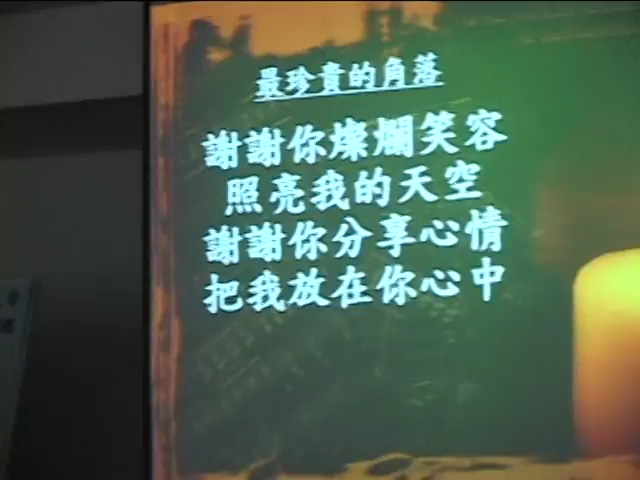 最珍貴的角落
謝謝你燦爛笑容
照亮我的天空
謝謝你分享心情
把我放在你心中